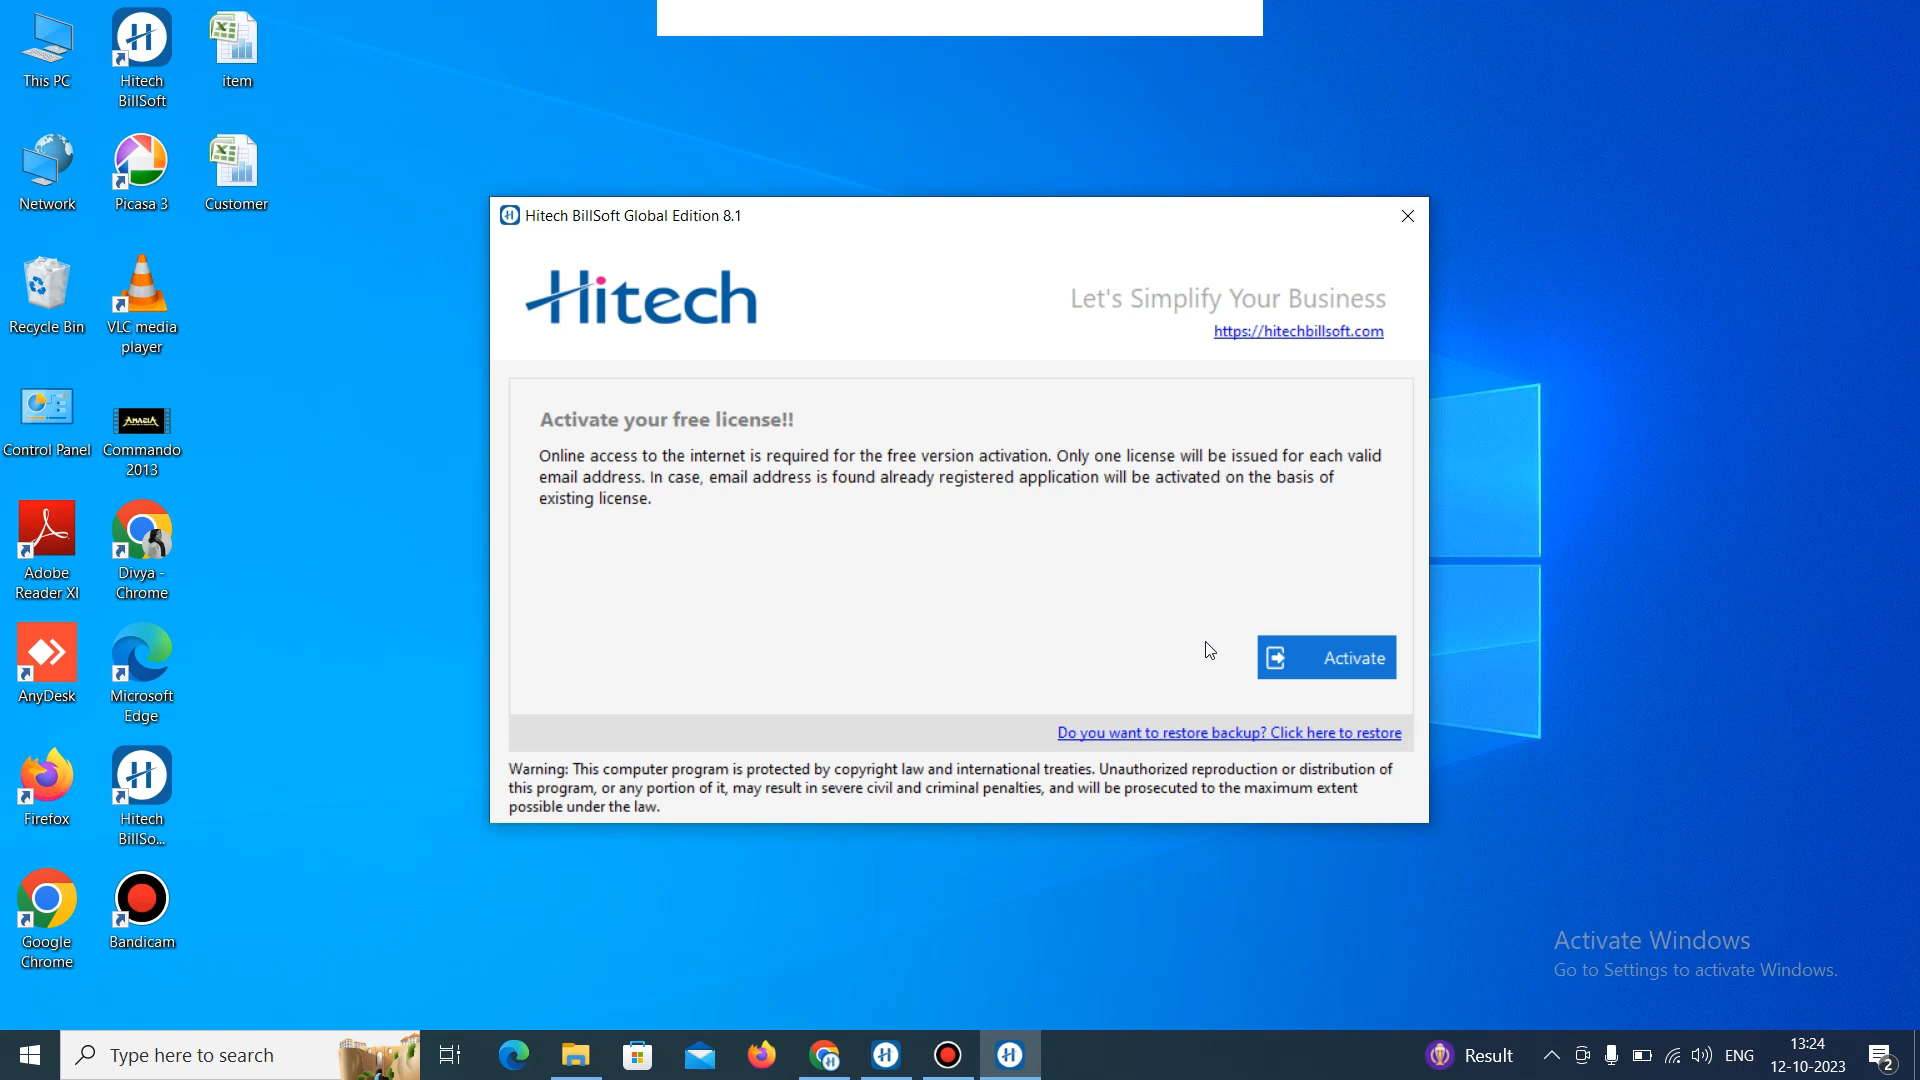 This PC
Hitech
BillSoft
item
Network
Picasa 3
Customer
Recycle Bin
VLC media
player
Control Panel
AMAZIA
Commando
2013
Adobe
Reader XI
Divya -
Chrome
AnyDesk
Microsoft
Edge
Firefox
Hitech
BillSo...
Google
Chrome
Bandicam
Hitech BillSoft Global Edition 8.1
Hitech
Let's Simplify Your Business
https://hitechbillsoft.com
Activate your free license!!
Online access to the internet is required for the free version activation. Only one license will be issued for each valid
email address. In case, email address is found already registered application will be activated on the basis of
existing license.
Activate
Do you want to restore backup? Click here to restore
Warning: This computer program is protected by copyright law and international treaties. Unauthorized reproduction or distribution of
this program, or any portion of it, may result in severe civil and criminal penalties, and will be prosecuted to the maximum extent
possible under the law.
Activate Windows
Go to Settings to activate Windows.
Type here to search
Result
ENG
13:24
12-10-2023
2